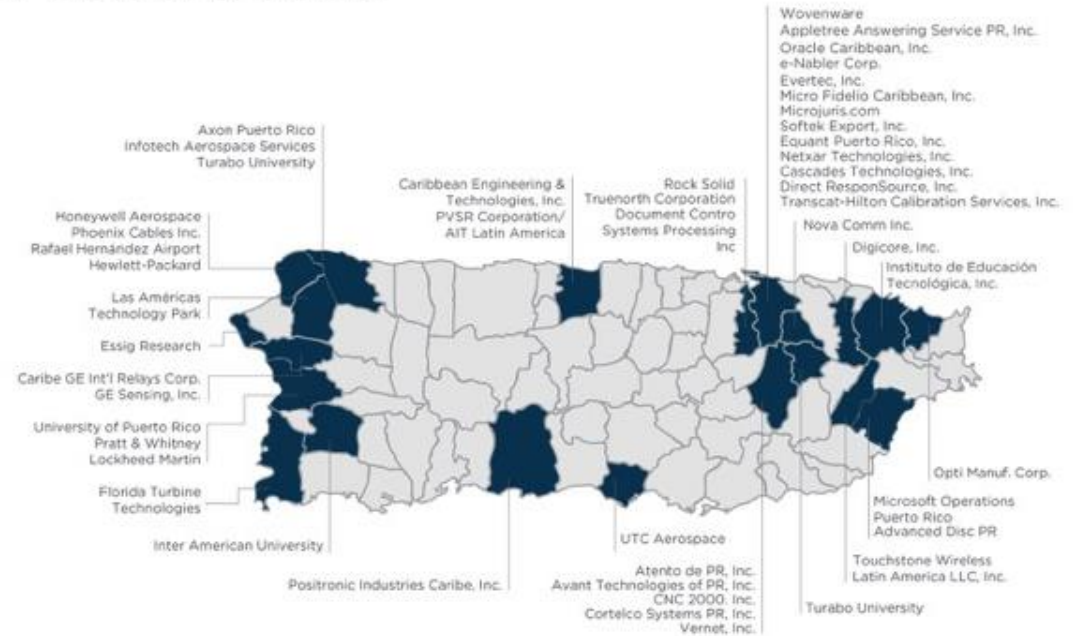 Wovenware
Appletree Answering Service PR, Inc.
Oracle Caribbean, Inc.
e-Nabler Corp.
Evertec, Inc.
Micro Fidelio Caribbean, Inc.
Microjuris.com
Softek Export, Inc.
Equant Puerto Rico, Inc.
Netxar Technologies, Inc.
Cascades Technologies, Inc.
Direct ResponSource, Inc.
Transcat-Hilton Calibration Services, Inc.
Axon Puerto Rico
Infotech Aerospace Services
Turabo University
Caribbean Engineering &
Technologies, Inc.
PVSR Corporation/
AIT Latin America
Rock Solid
Truenorth Corporation
Document Contro
Systems Processing
Inc
Nova Comm Inc.
Digicore, Inc.
Instituto de Educación
Tecnológica, Inc.
Honeywell Aerospace
Phoenix Cables Inc.
Rafael Hernández Airport
Hewlett-Packard
Las Américas
Technology Park
Essig Research
Caribe GE Int'l Relays Corp.
GE Sensing, Inc.
University of Puerto Rico
Pratt & Whitney
Lockheed Martin
Florida Turbine
Technologies
Inter American University
Positronic Industries Caribe, Inc.
UTC Aerospace
Atento de PR, Inc.
Avant Technologies of PR, Inc.
CNC 2000. Inc.
Cortelco Systems PR, Inc.
Vernet, Inc.
Turabo University
Touchstone Wireless
Latin America LLC, Inc.
Microsoft Operations
Puerto Rico
Advanced Disc PR
Opti Manuf. Corp.